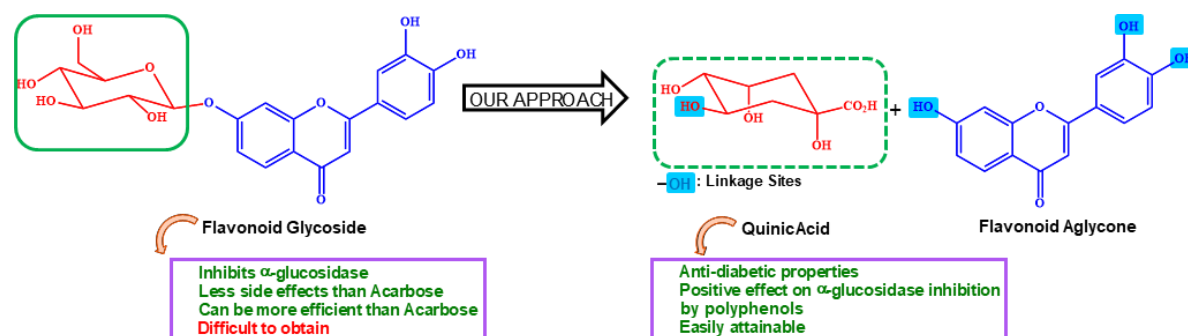 OH
HO
HO
OH
O
O
O
O
OH
OH
OUR APPROACH
HO
HO
OH
OH
CO₂H
+
HO
O
O
OH
OH
–OH: Linkage Sites
Flavonoid Glycoside
QuinicAcid
Flavonoid Aglycone
Inhibits α-glucosidase
Less side effects than Acarbose
Can be more efficient than Acarbose
Difficult to obtain
Anti-diabetic properties
Positive effect on α-glucosidase inhibition
by polyphenols
Easily attainable